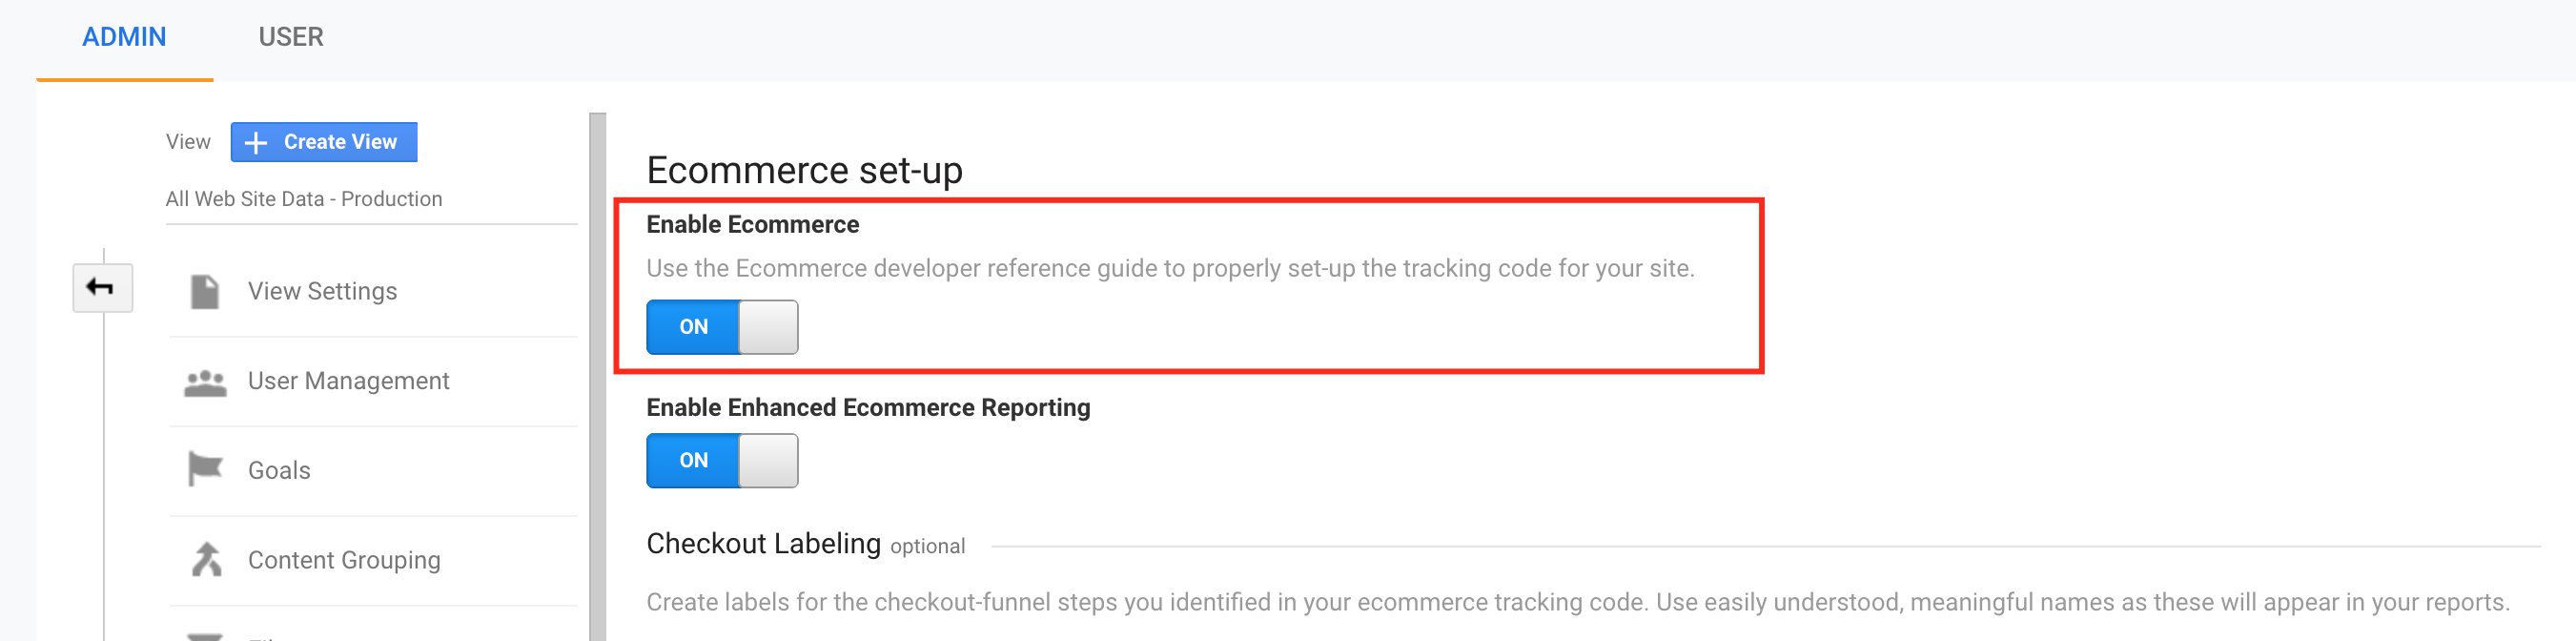 ADMIN
USER
View
Create View
All Web Site Data - Production
View Settings
User Management
Goals
Content Grouping
Ecommerce set-up
Enable Ecommerce
Use the Ecommerce developer reference guide to properly set-up the tracking code for your site.
ON
Enable Enhanced Ecommerce Reporting
ON
Checkout Labeling optional
Create labels for the checkout-funnel steps you identified in your ecommerce tracking code. Use easily understood, meaningful names as these will appear in your reports.